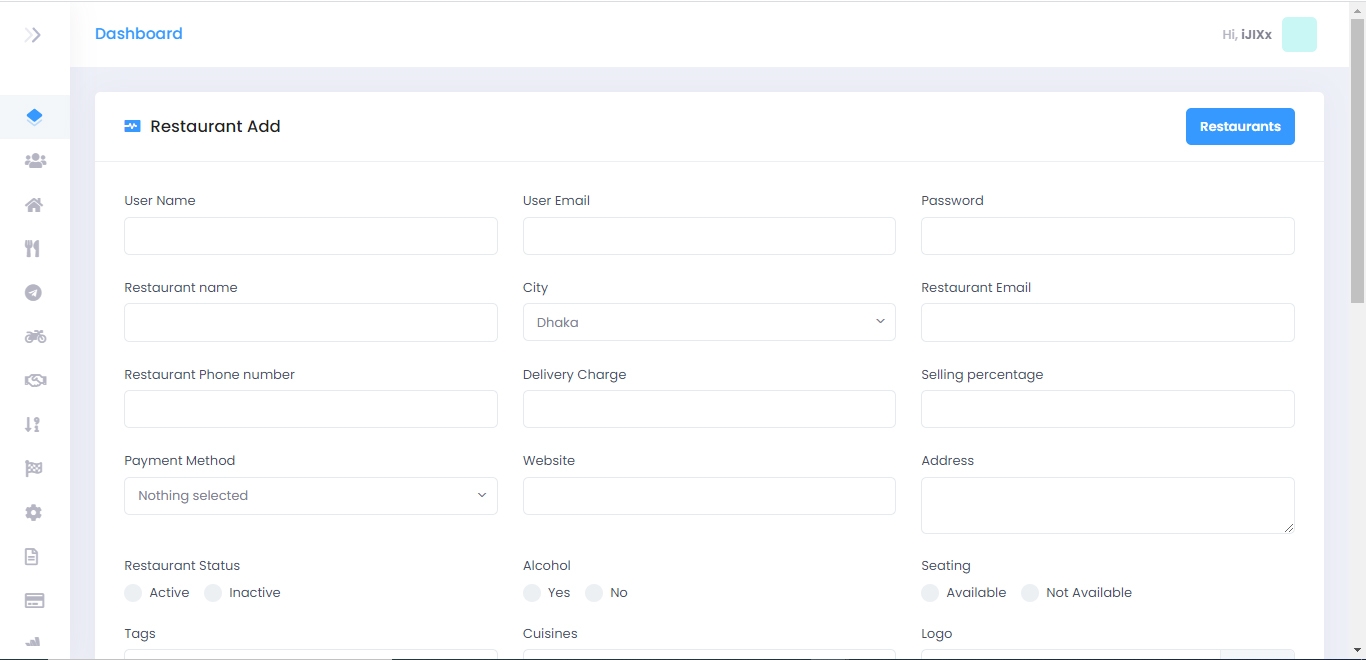 Dashboard
Hi, iJIXx
Restaurant Add
Restaurants
User Name
User Email
Password
Restaurant name
City
Restaurant Email
Dhaka
Restaurant Phone number
Delivery Charge
Selling percentage
Payment Method
Website
Address
Nothing selected
Restaurant Status
Alcohol
Seating
Active
Inactive
Yes
No
Available
Not Available
Tags
Cuisines
Logo